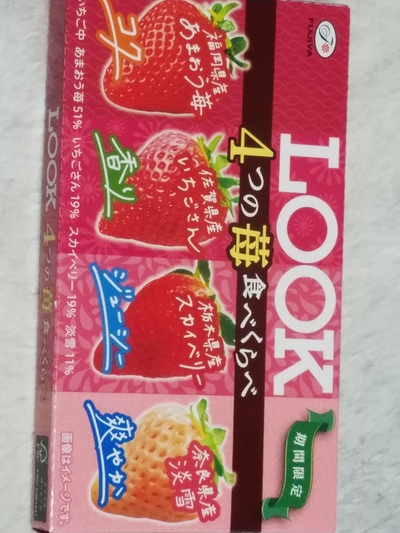 FUJIYA
LOOK
4つの苺食べくらべ
期間限定
福岡県産
あまおう苺
コク
佐賀県産
いちごさん
香り
栃木県産
スカイベリー
ジューシー
奈良県産
淡雪
爽やか
いちご中 あまおう苺51% いちごさん19% スカイベリー19% 淡雪11%
画像はイメージです。
LOOK 4つの苺食べくらべ